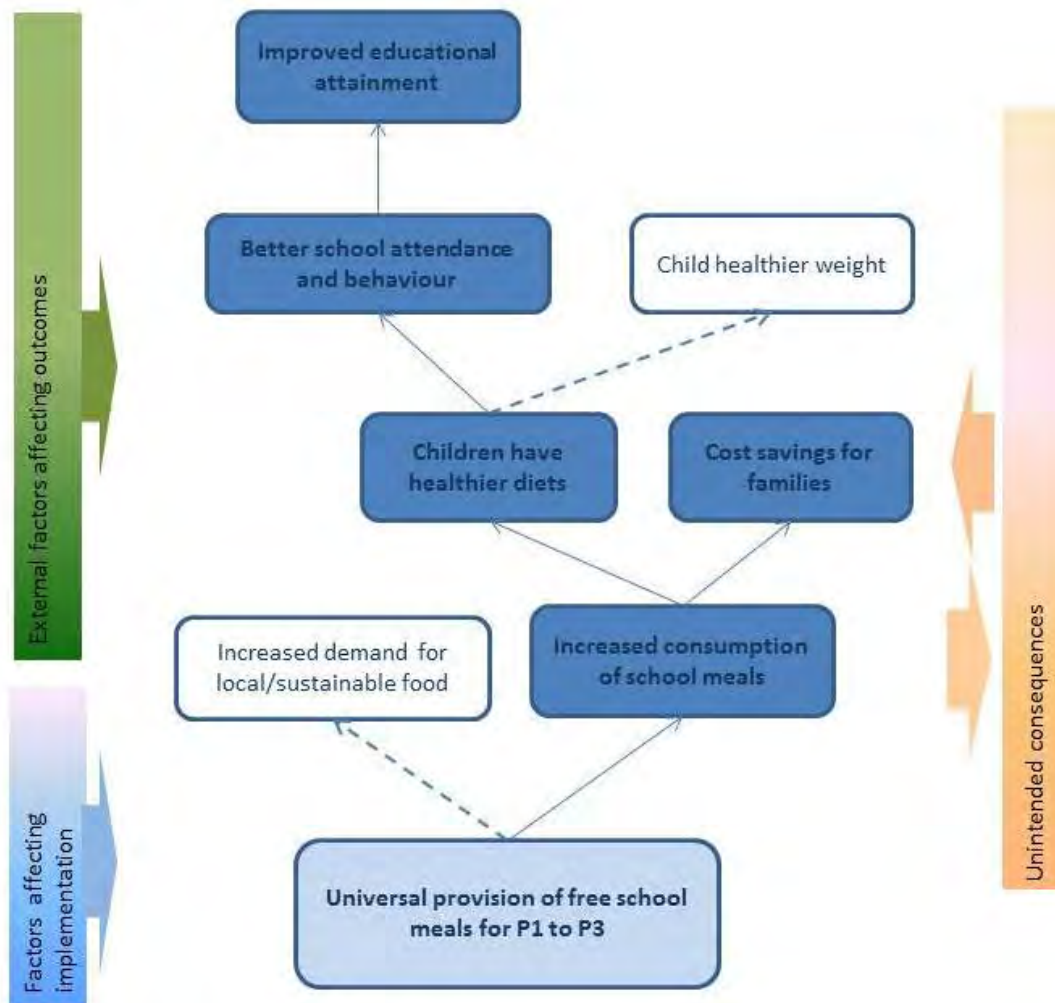 Improved educational
attainment
Better school attendance
and behaviour
Child healthier weight
Children have
healthier diets
Cost savings for
families
Increased demand for
local/sustainable food
Increased consumption
of school meals
Universal provision of free school
meals for P1 to P3
External factors affecting outcomes
Factors affecting
implementation
Unintended consequences